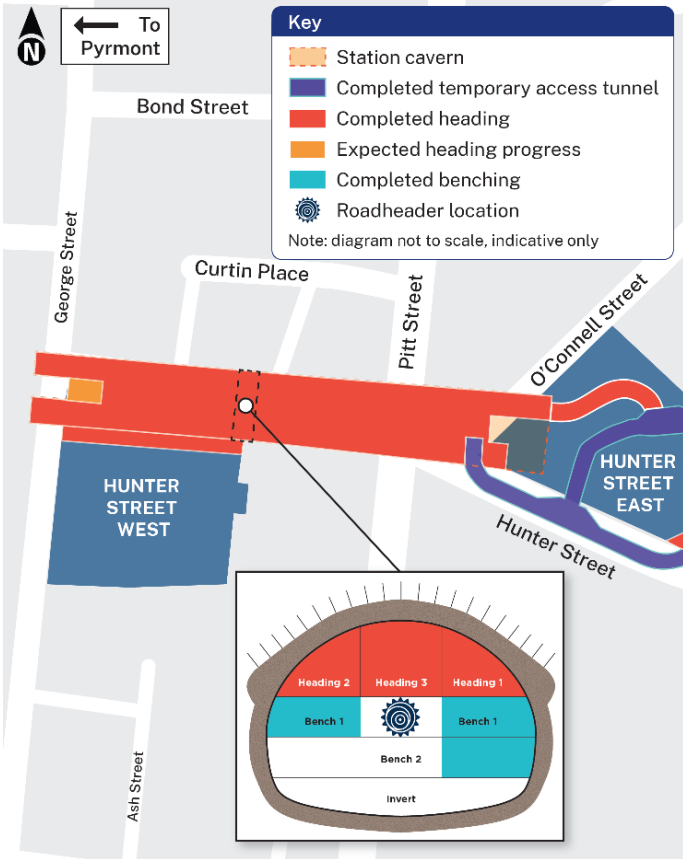 N
To
Pyrmont
Key
Station cavern
Completed temporary access tunnel
Completed heading
Expected heading progress
Completed benching
Roadheader location
Note: diagram not to scale, indicative only
Bond Street
George Street
Curtin Place
Pitt Street
O'Connell Street
HUNTER
STREET
WEST
HUNTER
STREET
EAST
Hunter Street
Ash Street
Heading 2
Heading 3
Heading 1
Bench 1
Bench 1
Bench 2
Invert